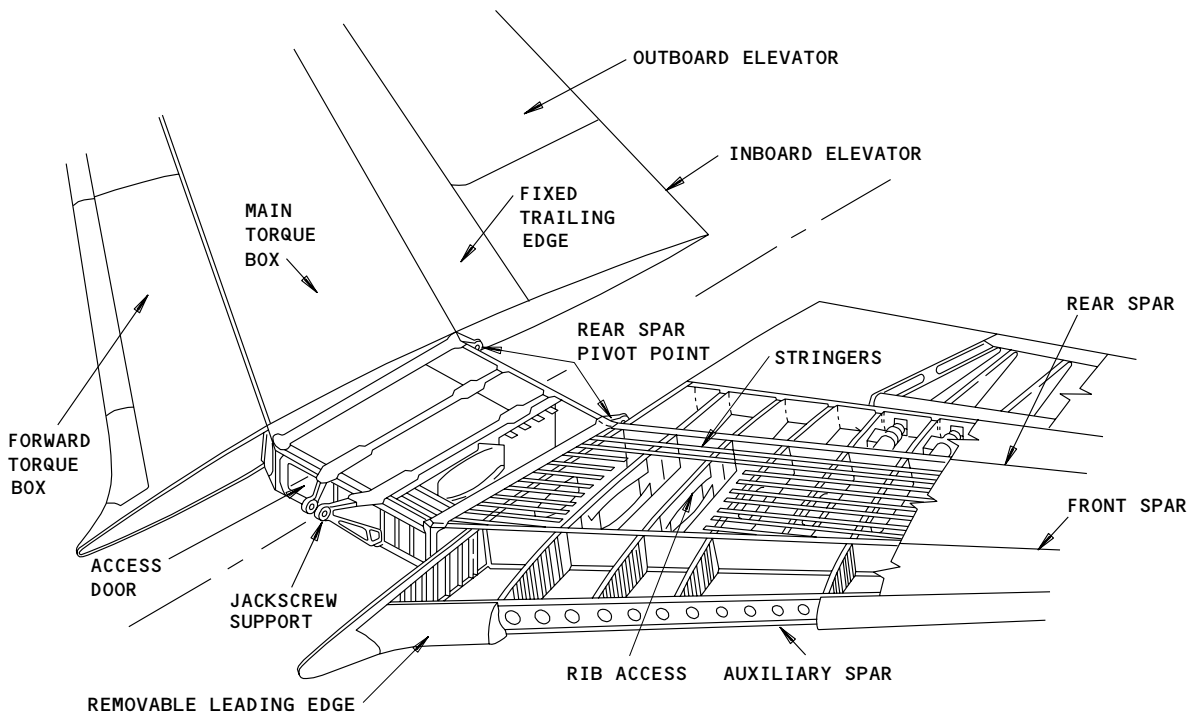 OUTBOARD ELEVATOR
INBOARD ELEVATOR
FIXED
TRAILING
EDGE
MAIN
TORQUE
BOX
REAR SPAR
REAR SPAR
PIVOT POINT
STRINGERS
FORWARD
TORQUE
BOX
FRONT SPAR
ACCESS
DOOR
JACKSCREW
SUPPORT
RIB ACCESS
AUXILIARY SPAR
REMOVABLE LEADING EDGE